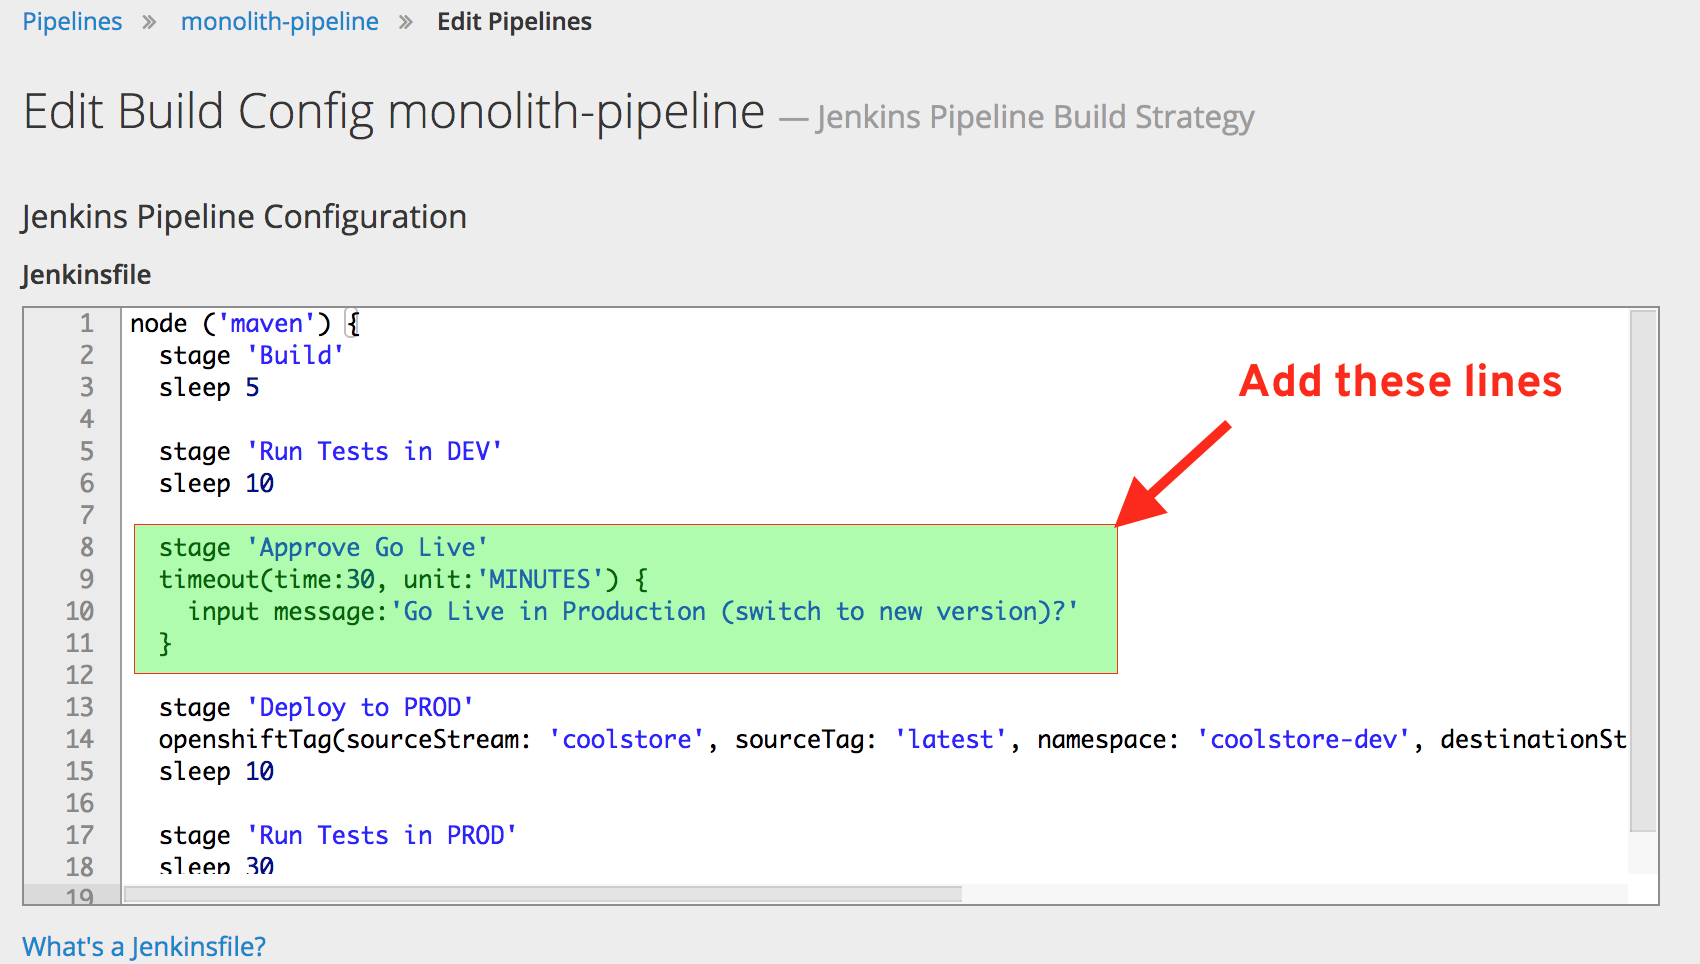 Pipelines » monolith-pipeline » Edit Pipelines
Edit Build Config monolith-pipeline — Jenkins Pipeline Build Strategy
Jenkins Pipeline Configuration
Jenkinsfile
1 node ('maven') {
2   stage 'Build'
3   sleep 5
4
5   stage 'Run Tests in DEV'
6   sleep 10
7
8   stage 'Approve Go Live'
9   timeout(time:30, unit:'MINUTES') {
10     input message:'Go Live in Production (switch to new version)?'
11   }
12
13   stage 'Deploy to PROD'
14   openshiftTag(sourceStream: 'coolstore', sourceTag: 'latest', namespace: 'coolstore-dev', destinationSt
15   sleep 10
16
17   stage 'Run Tests in PROD'
18   sleep 30
19
Add these lines
What's a Jenkinsfile?